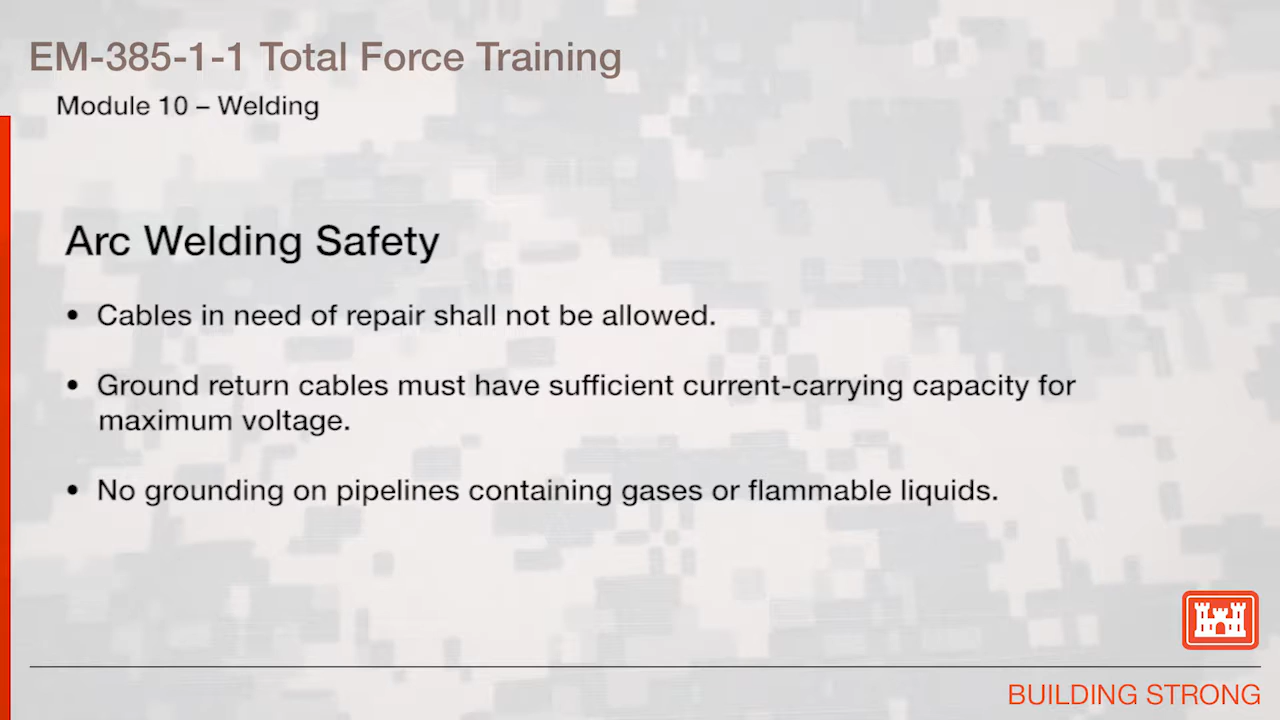 EM-385-1-1 Total Force Training
Module 10 – Welding
Arc Welding Safety
• Cables in need of repair shall not be allowed.
• Ground return cables must have sufficient current-carrying capacity for
maximum voltage.
• No grounding on pipelines containing gases or flammable liquids.
BUILDING STRONG